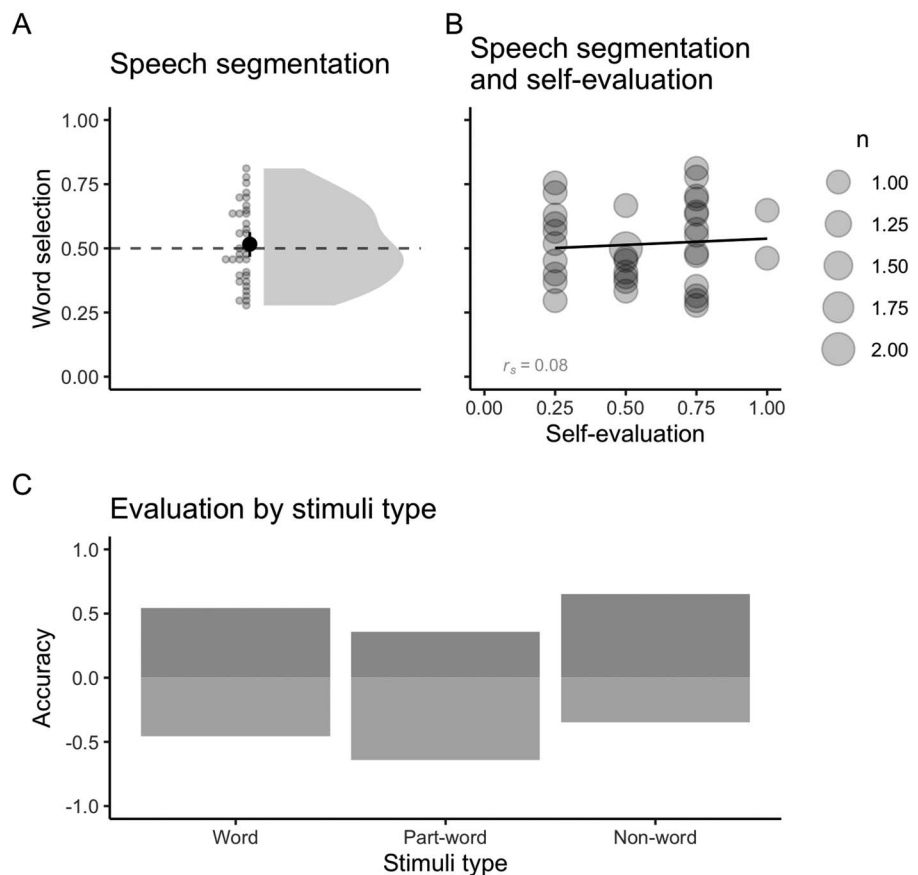 A
Speech segmentation
1.00
0.75
0.50
0.25
0.00
Word selection
B
Speech segmentation
and self-evaluation
rs = 0.08
0.00 0.25 0.50 0.75 1.00
Self-evaluation
n
1.00
1.25
1.50
1.75
2.00
C
Evaluation by stimuli type
1.0
0.5
0.0
-0.5
-1.0
Accuracy
Word Part-word Non-word
Stimuli type